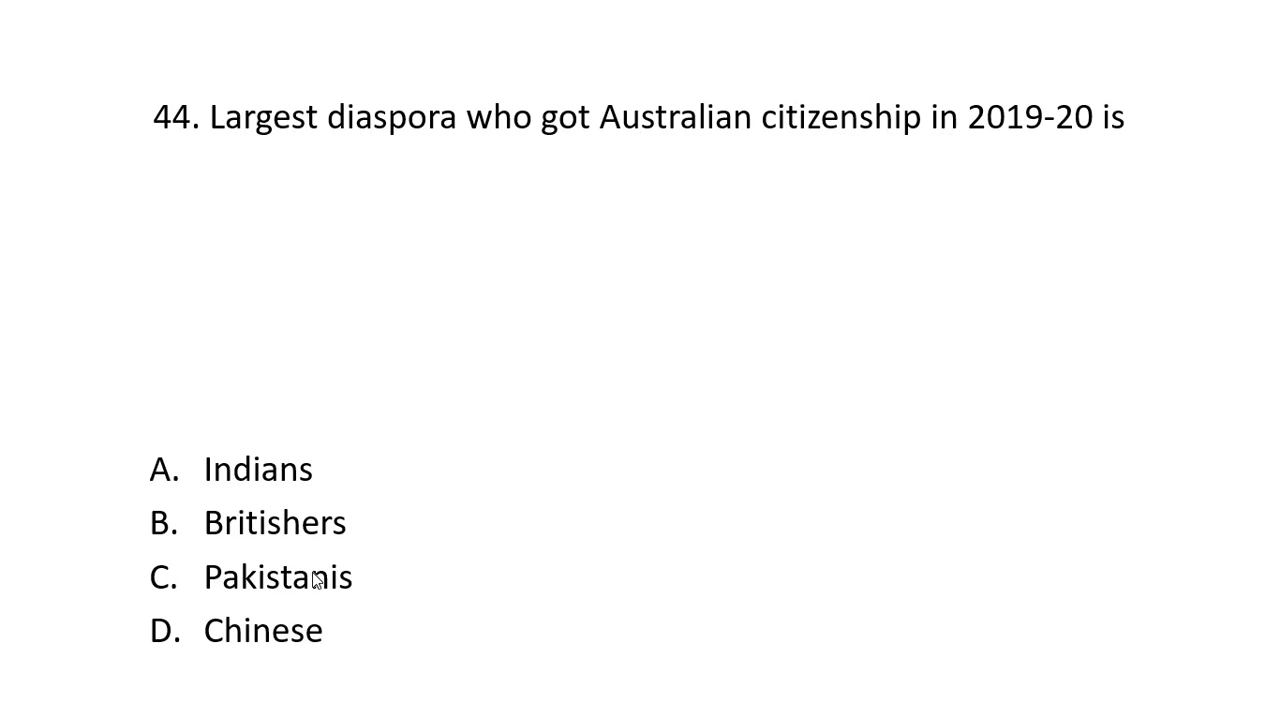 44. Largest diaspora who got Australian citizenship in 2019-20 is
A. Indians
B. Britishers
C. Pakistanis
D. Chinese